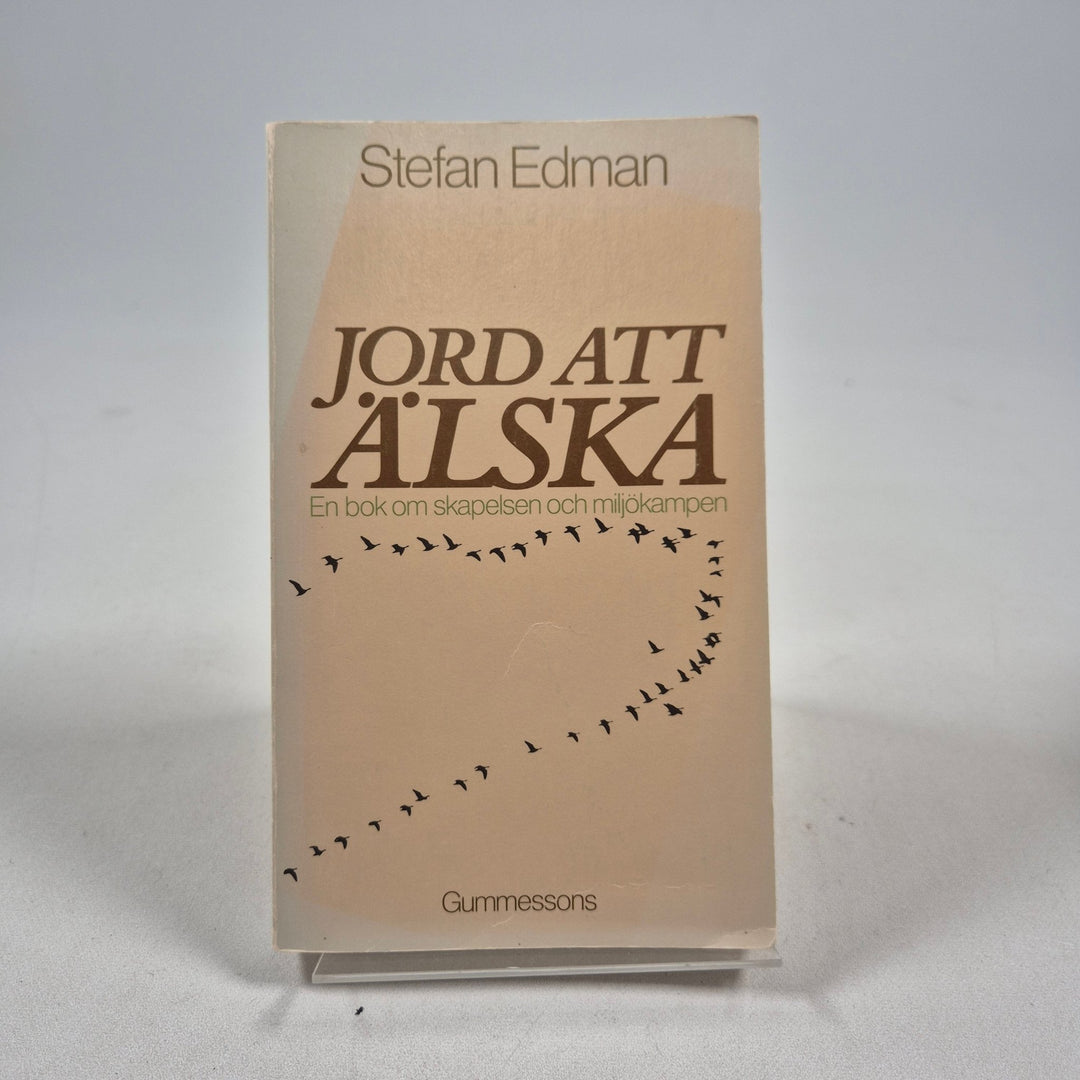 Stefan Edman
JORD ATT
ÄLSKA
En bok om skapelsen och miljökampen
Gummessons